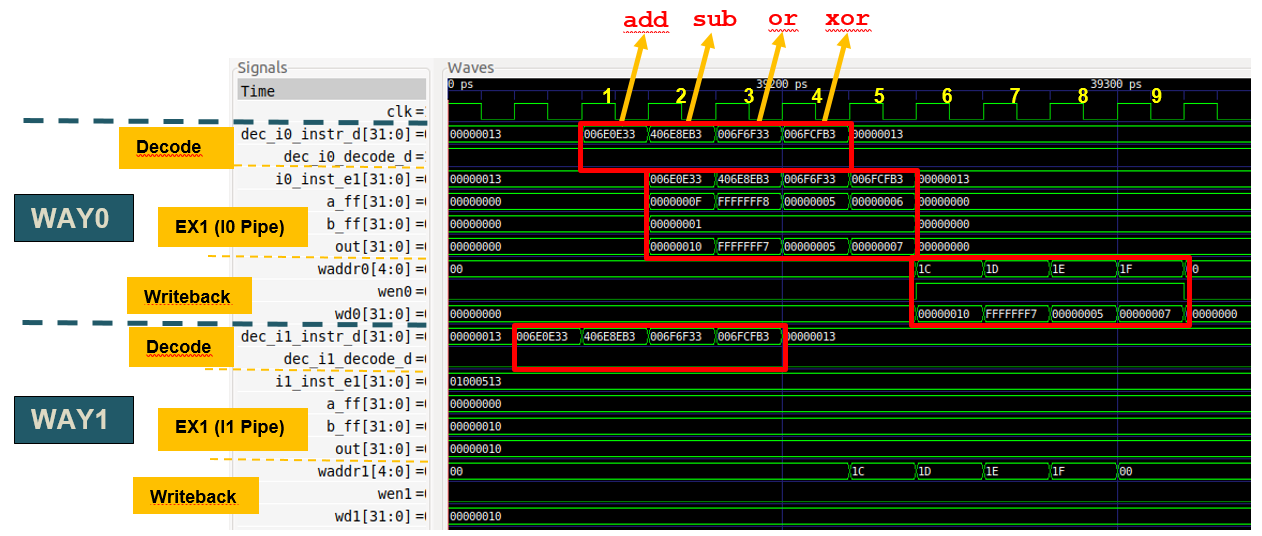 add sub or xor
Signals Waves
Time 0 ps 39200 ps 39300 ps
clk = 1 2 3 4 5 6 7 8 9
WAY0
Decode
dec_i0_instr_d[31:0] = 00000013 006E0E33 406E8EB3 006F6F33 006FCFB3 00000013
dec_i0_decode_d =
EX1 (I0 Pipe)
i0_inst_e1[31:0] = 00000013 006E0E33 406E8EB3 006F6F33 006FCFB3 00000013
a_ff[31:0] = 00000000 0000000F FFFFFFF8 00000005 00000006 00000000
b_ff[31:0] = 00000000 00000001 00000000
out[31:0] = 00000000 00000010 FFFFFFF7 00000005 00000007 00000000
Writeback
waddr0[4:0] = 00 1C 1D 1E 1F 00
wen0 =
wd0[31:0] = 00000000 00000010 FFFFFFF7 00000005 00000007 00000000
WAY1
Decode
dec_i1_instr_d[31:0] = 00000013 006E0E33 406E8EB3 006F6F33 006FCFB3 00000013
dec_i1_decode_d =
EX1 (I1 Pipe)
i1_inst_e1[31:0] = 01000513
a_ff[31:0] = 00000000
b_ff[31:0] = 00000010
out[31:0] = 00000010
Writeback
waddr1[4:0] = 00 1C 1D 1E 1F 00
wen1 =
wd1[31:0] = 00000010